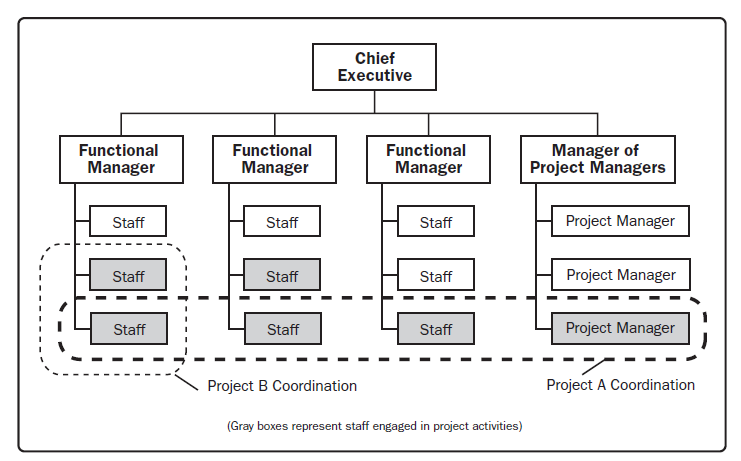 Chief
Executive
Functional
Manager
Functional
Manager
Functional
Manager
Manager of
Project Managers
Staff
Staff
Staff
Project Manager
Staff
Staff
Staff
Project Manager
Staff
Staff
Staff
Project Manager
Project B Coordination
Project A Coordination
(Gray boxes represent staff engaged in project activities)